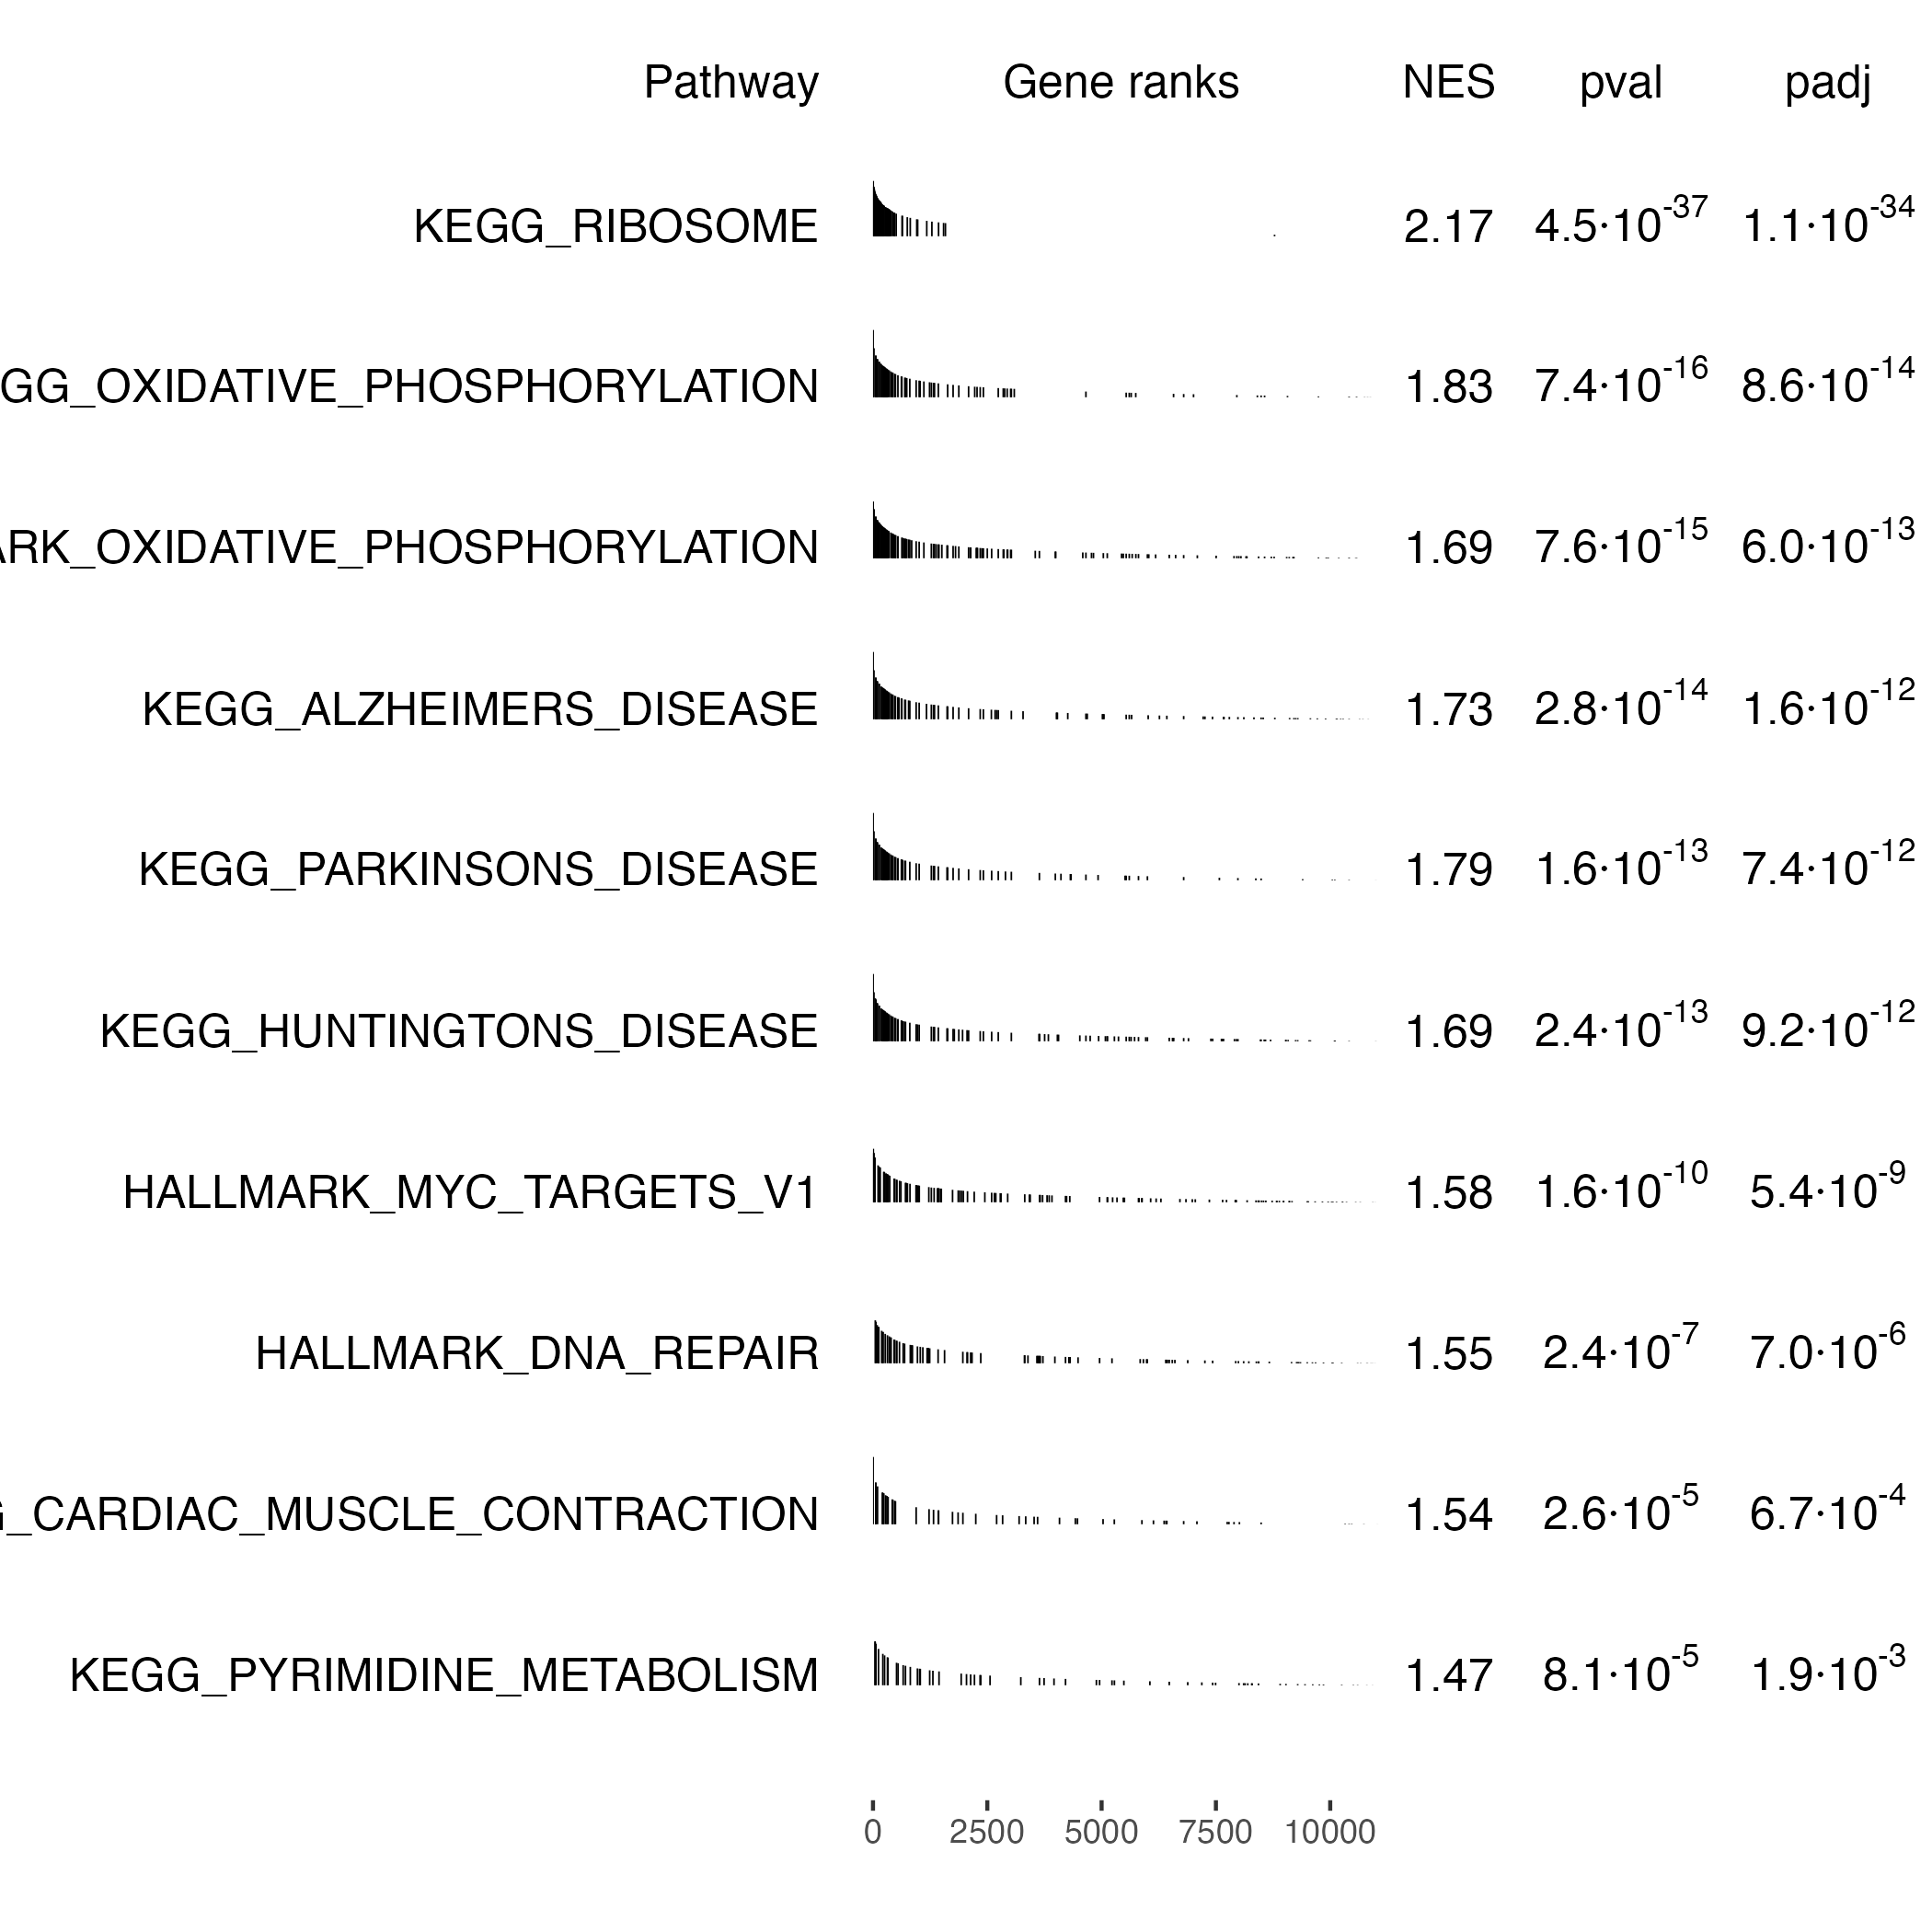 Pathway Gene ranks NES pval padj
KEGG_RIBOSOME 2.17 4.5·10^-37 1.1·10^-34
GG_OXIDATIVE_PHOSPHORYLATION 1.83 7.4·10^-16 8.6·10^-14
ARK_OXIDATIVE_PHOSPHORYLATION 1.69 7.6·10^-15 6.0·10^-13
KEGG_ALZHEIMERS_DISEASE 1.73 2.8·10^-14 1.6·10^-12
KEGG_PARKINSONS_DISEASE 1.79 1.6·10^-13 7.4·10^-12
KEGG_HUNTINGTONS_DISEASE 1.69 2.4·10^-13 9.2·10^-12
HALLMARK_MYC_TARGETS_V1 1.58 1.6·10^-10 5.4·10^-9
HALLMARK_DNA_REPAIR 1.55 2.4·10^-7 7.0·10^-6
G_CARDIAC_MUSCLE_CONTRACTION 1.54 2.6·10^-5 6.7·10^-4
KEGG_PYRIMIDINE_METABOLISM 1.47 8.1·10^-5 1.9·10^-3
0 2500 5000 7500 10000